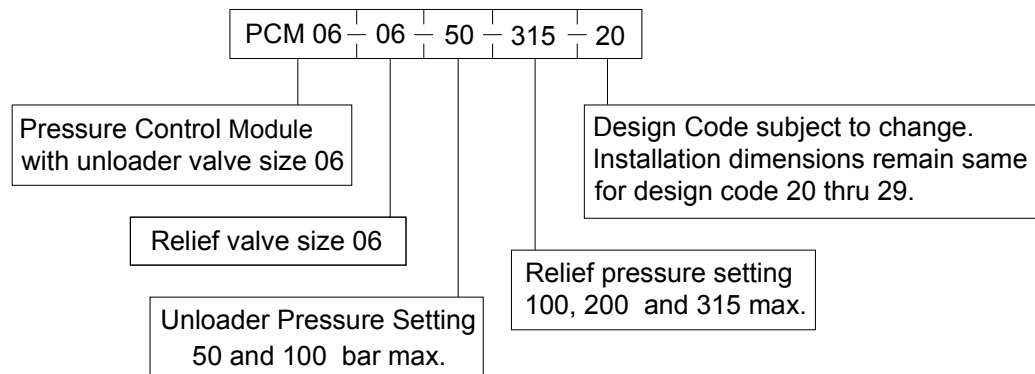 PCM 06 - 06 - 50 - 315 - 20
Pressure Control Module
with unloader valve size 06
Design Code subject to change.
Installation dimensions remain same
for design code 20 thru 29.
Relief valve size 06
Relief pressure setting
100, 200 and 315 max.
Unloader Pressure Setting
50 and 100 bar max.